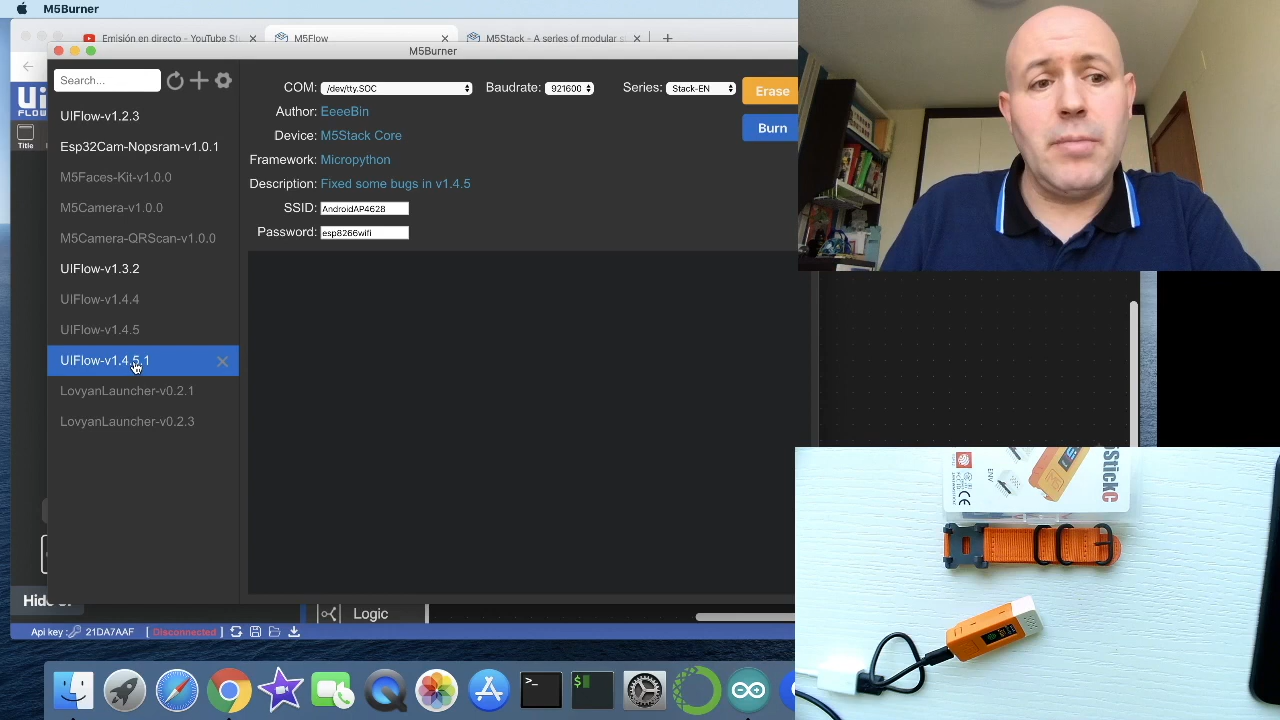 M5Burner
Emisión en directo - YouTube St
M5Flow
M5Stack - A series of modular s
M5Burner
Search...
COM:
/dev/tty.SOC
Baudrate:
921600
Series:
Stack-EN
Erase
Author: EeeeBin
Burn
Device: M5Stack Core
Framework: Micropython
Description: Fixed some bugs in v1.4.5
SSID:
AndroidAP4628
Password:
esp8266wifi
UIFlow-v1.2.3
Esp32Cam-Nopsram-v1.0.1
M5Faces-Kit-v1.0.0
M5Camera-v1.0.0
M5Camera-QRScan-v1.0.0
UIFlow-v1.3.2
UIFlow-v1.4.4
UIFlow-v1.4.5
UIFlow-v1.4.5.1
LovyanLauncher-v0.2.1
LovyanLauncher-v0.2.3
Ui
FLOW
Title
Logic
Api key:
21DA7AAF
[ Disconnected ]
StickC
ENV
CE